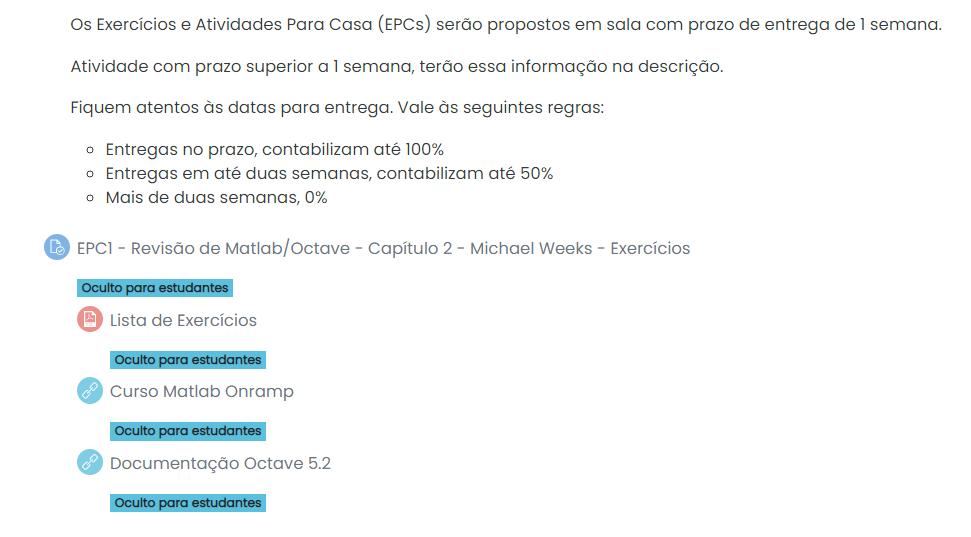 Os Exercícios e Atividades Para Casa (EPCs) serão propostos em sala com prazo de entrega de 1 semana.
Atividade com prazo superior a 1 semana, terão essa informação na descrição.
Fiquem atentos às datas para entrega. Vale às seguintes regras:
Entregas no prazo, contabilizam até 100%
Entregas em até duas semanas, contabilizam até 50%
Mais de duas semanas, 0%
EPC1 - Revisão de Matlab/Octave - Capítulo 2 - Michael Weeks - Exercícios
Oculto para estudantes
Lista de Exercícios
Oculto para estudantes
Curso Matlab Onramp
Oculto para estudantes
Documentação Octave 5.2
Oculto para estudantes